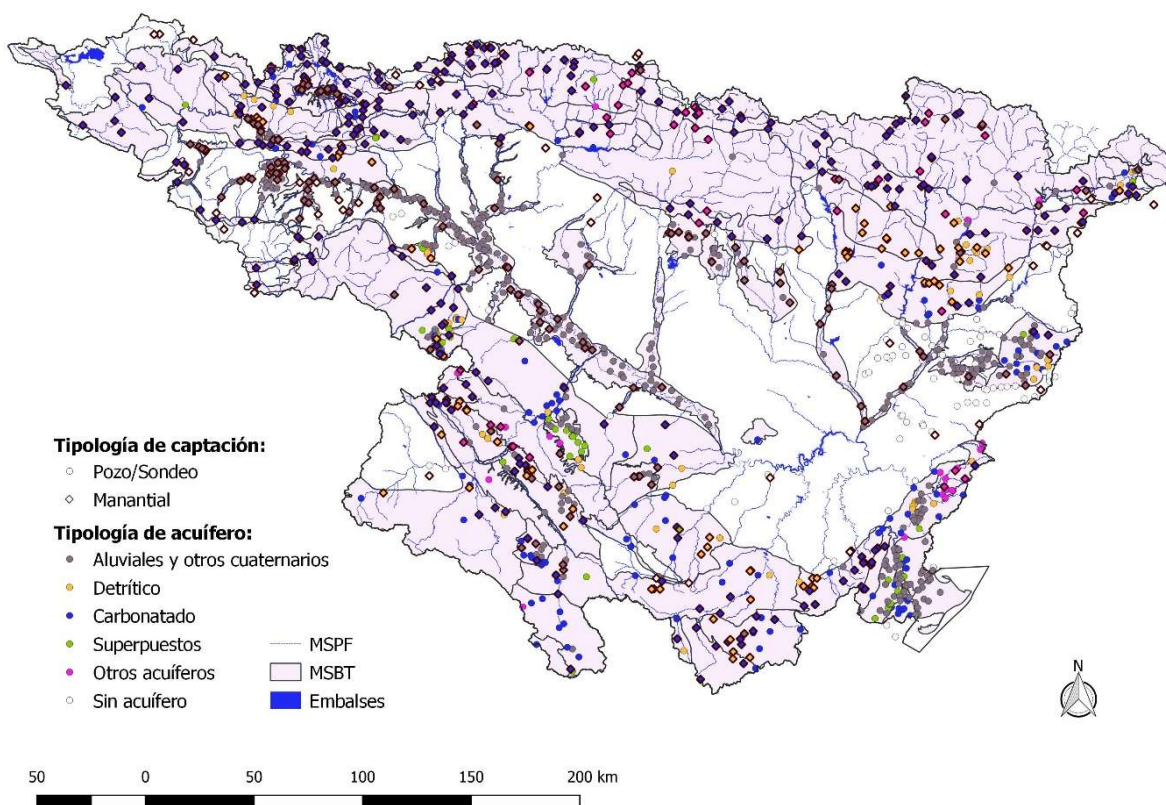 Tipología de captación:
Pozo/Sondeo
Manantial
Tipología de acuífero:
Aluviales y otros cuaternarios
Detrítico
Carbonatado
Superpuestos
Otros acuíferos
Sin acuífero
MSPF
MSBT
Embalses
N
50 0 50 100 150 200 km